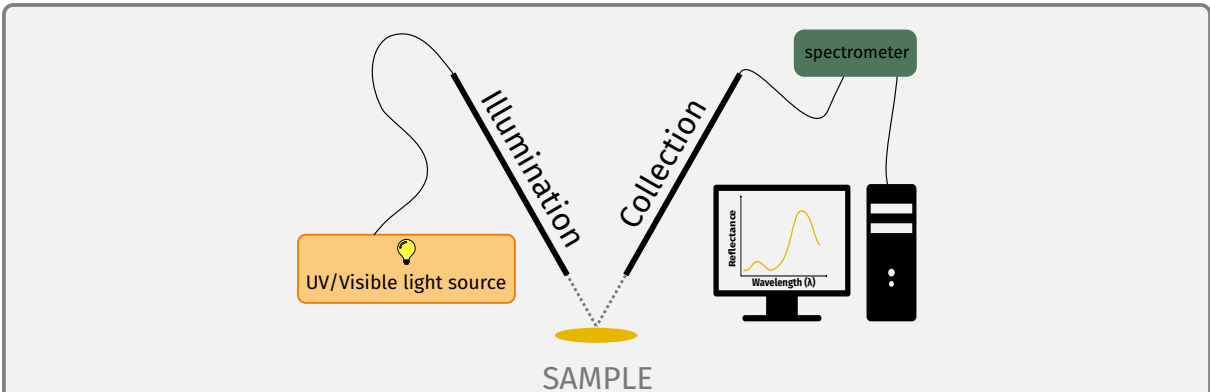 spectrometer
Illumination
Collection
UV/Visible light source
Reflectance
Wavelength (λ)
SAMPLE